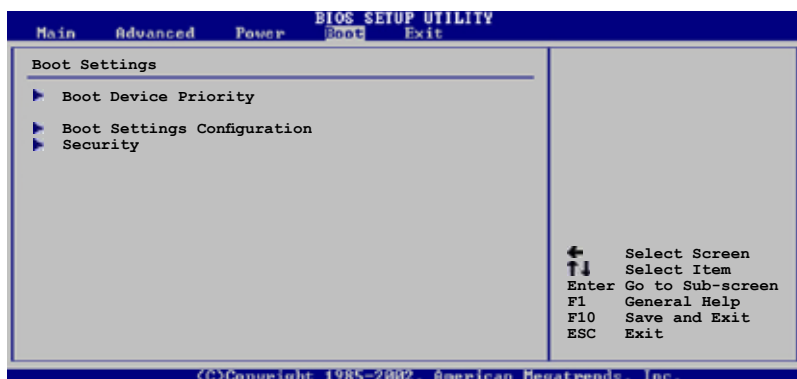 BIOS SETUP UTILITY
Main Advanced Power Boot Exit
Boot Settings
Boot Device Priority
Boot Settings Configuration
Security
Select Screen
Select Item
Enter Go to Sub-screen
F1 General Help
F10 Save and Exit
ESC Exit
(C)Copyright 1985-2002, American Megatrends, Inc.